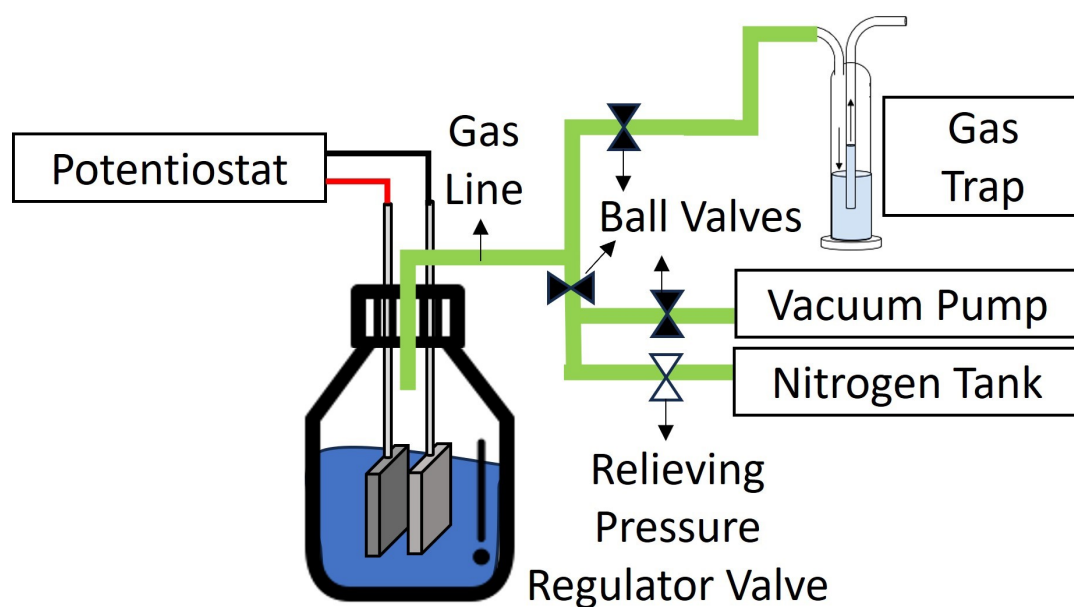 Potentiostat
Gas
Line
Ball Valves
Gas
Trap
Vacuum Pump
Nitrogen Tank
Relieving
Pressure
Regulator Valve